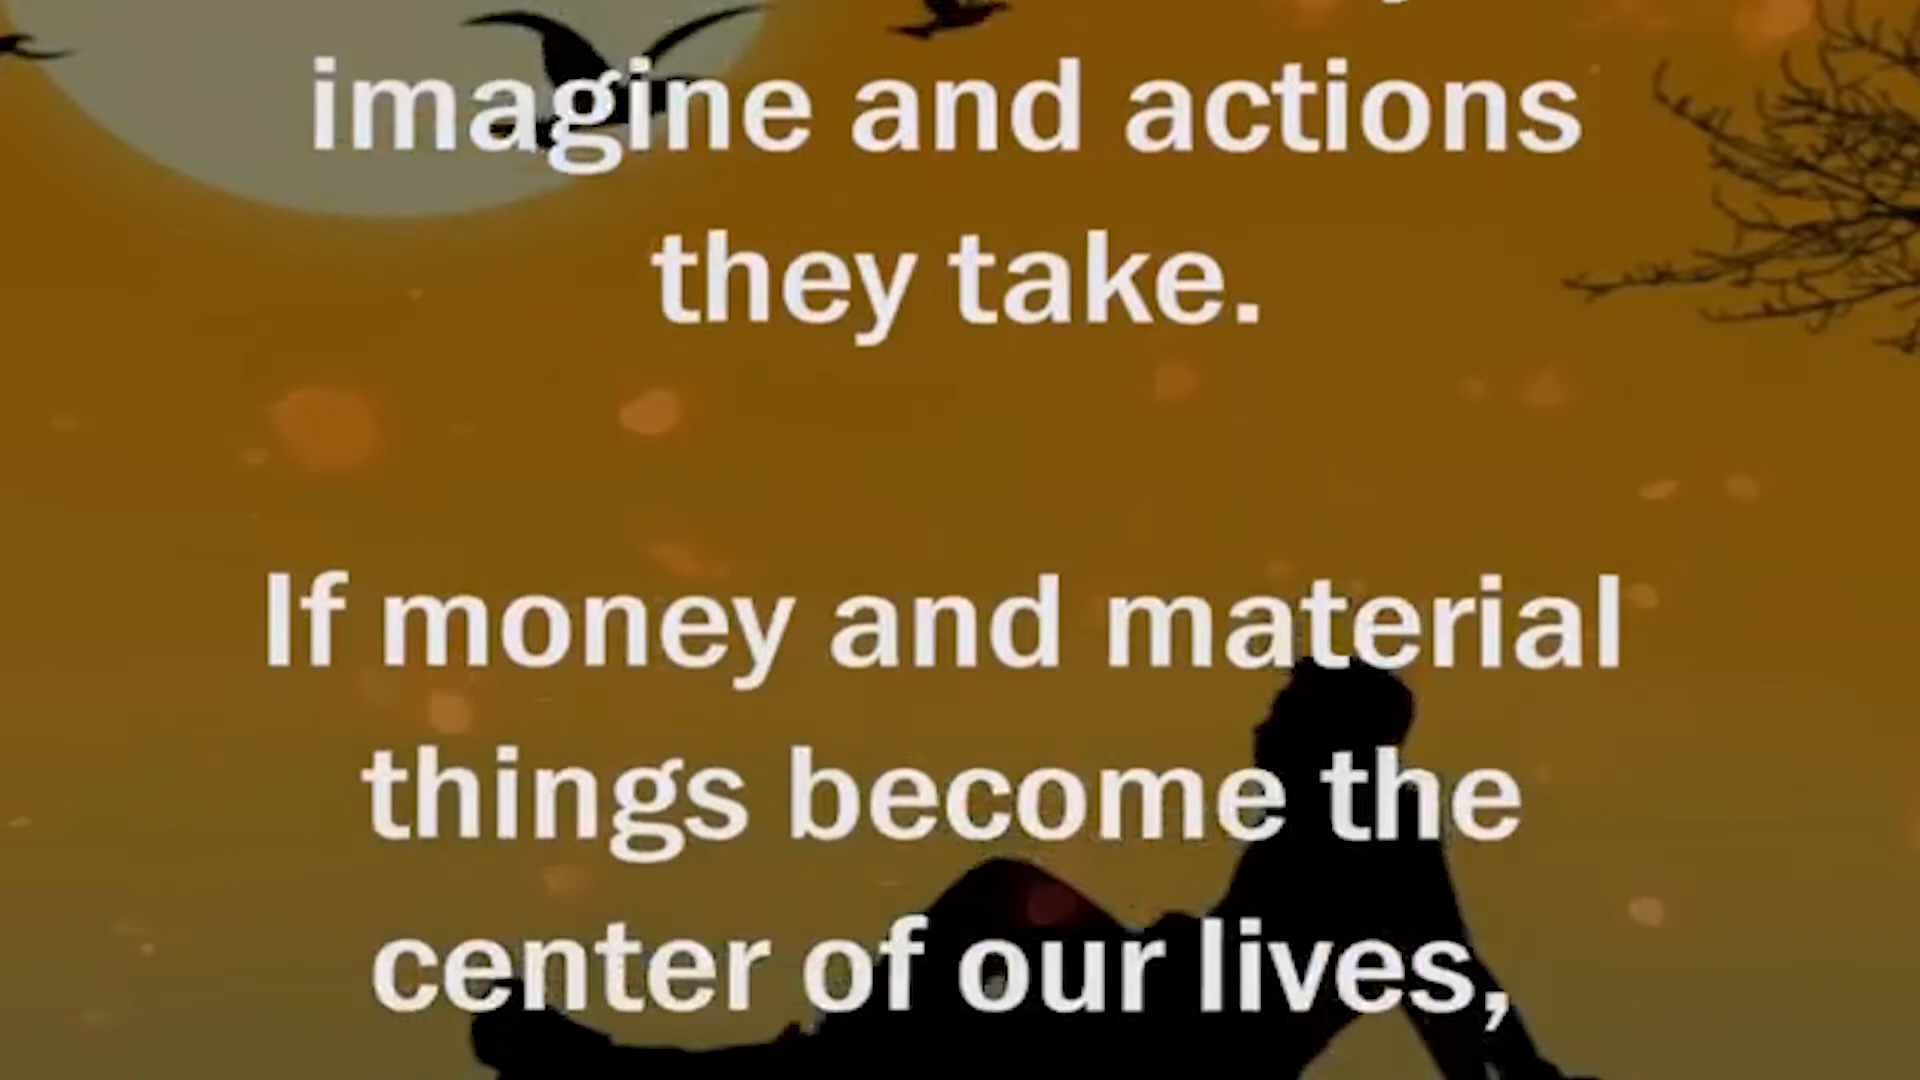 imagine and actions
they take.
If money and material
things become the
center of our lives,